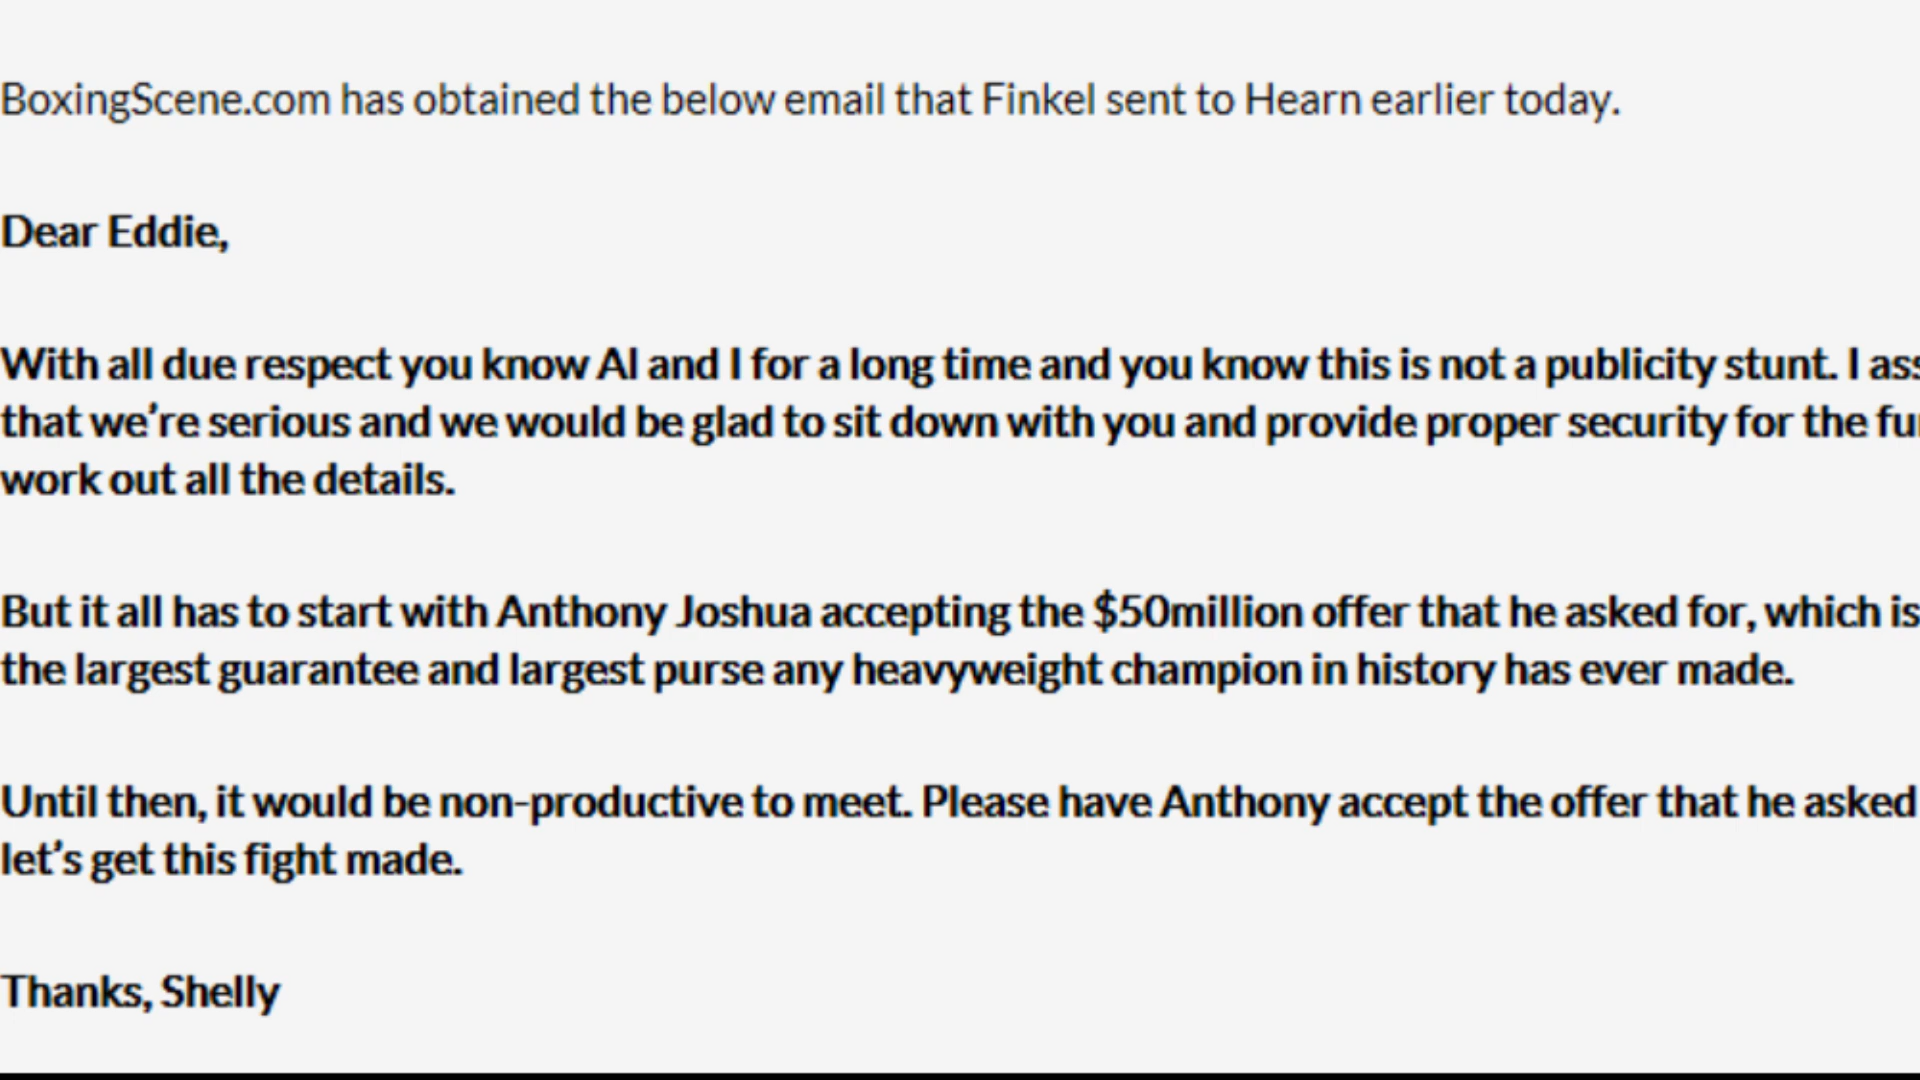 BoxingScene.com has obtained the below email that Finkel sent to Hearn earlier today.
Dear Eddie,
With all due respect you know Al and I for a long time and you know this is not a publicity stunt. I
that we’re serious and we would be glad to sit down with you and provide proper security for the
work out all the details.
But it all has to start with Anthony Joshua accepting the $50million offer that he asked for, which is
the largest guarantee and largest purse any heavyweight champion in history has ever made.
Until then, it would be non-productive to meet. Please have Anthony accept the offer that he asked
let’s get this fight made.
Thanks, Shelly